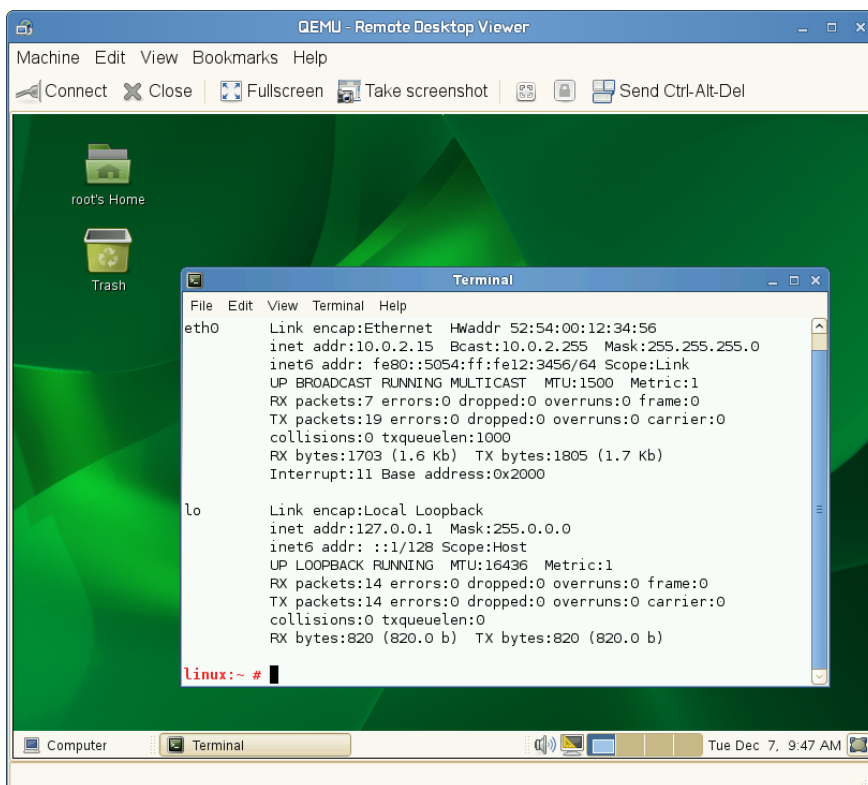 QEMU - Remote Desktop Viewer
Machine Edit View Bookmarks Help
Connect Close Fullscreen Take screenshot Send Ctrl-Alt-Del
root's Home
Trash
Terminal
File Edit View Terminal Help
eth0 Link encap:Ethernet HWaddr 52:54:00:12:34:56
inet addr:10.0.2.15 Bcast:10.0.2.255 Mask:255.255.255.0
inet6 addr: fe80::5054:ff:fe12:3456/64 Scope:Link
UP BROADCAST RUNNING MULTICAST MTU:1500 Metric:1
RX packets:7 errors:0 dropped:0 overruns:0 frame:0
TX packets:19 errors:0 dropped:0 overruns:0 carrier:0
collisions:0 txqueuelen:1000
RX bytes:1703 (1.6 Kb) TX bytes:1805 (1.7 Kb)
Interrupt:11 Base address:0x2000
lo Link encap:Local Loopback
inet addr:127.0.0.1 Mask:255.0.0.0
inet6 addr: ::1/128 Scope:Host
UP LOOPBACK RUNNING MTU:16436 Metric:1
RX packets:14 errors:0 dropped:0 overruns:0 frame:0
TX packets:14 errors:0 dropped:0 overruns:0 carrier:0
collisions:0 txqueuelen:0
RX bytes:820 (820.0 b) TX bytes:820 (820.0 b)
linux:~ #
Computer Terminal Tue Dec 7, 9:47 AM